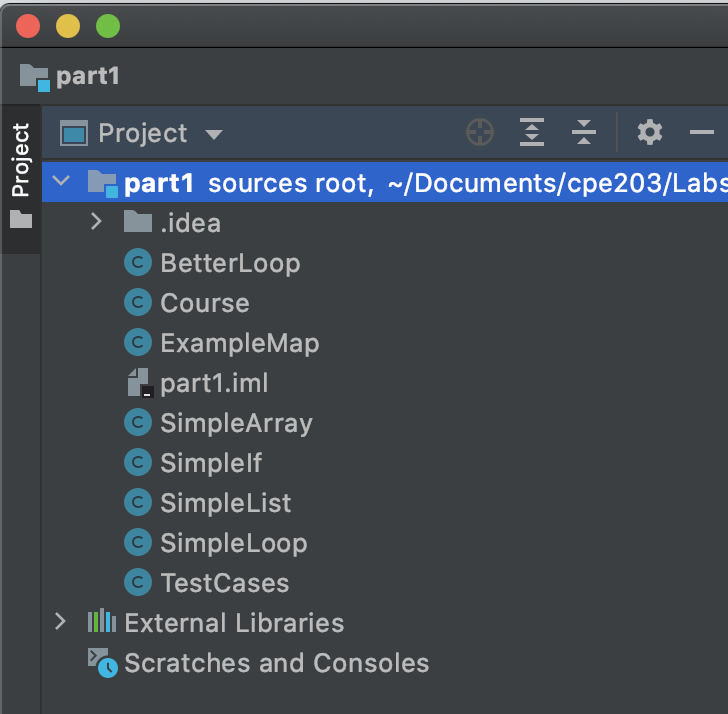 part1
Project
Project
part1 sources root, ~/Documents/cpe203/Labs
.idea
BetterLoop
Course
ExampleMap
part1.iml
SimpleArray
SimpleIf
SimpleList
SimpleLoop
TestCases
External Libraries
Scratches and Consoles